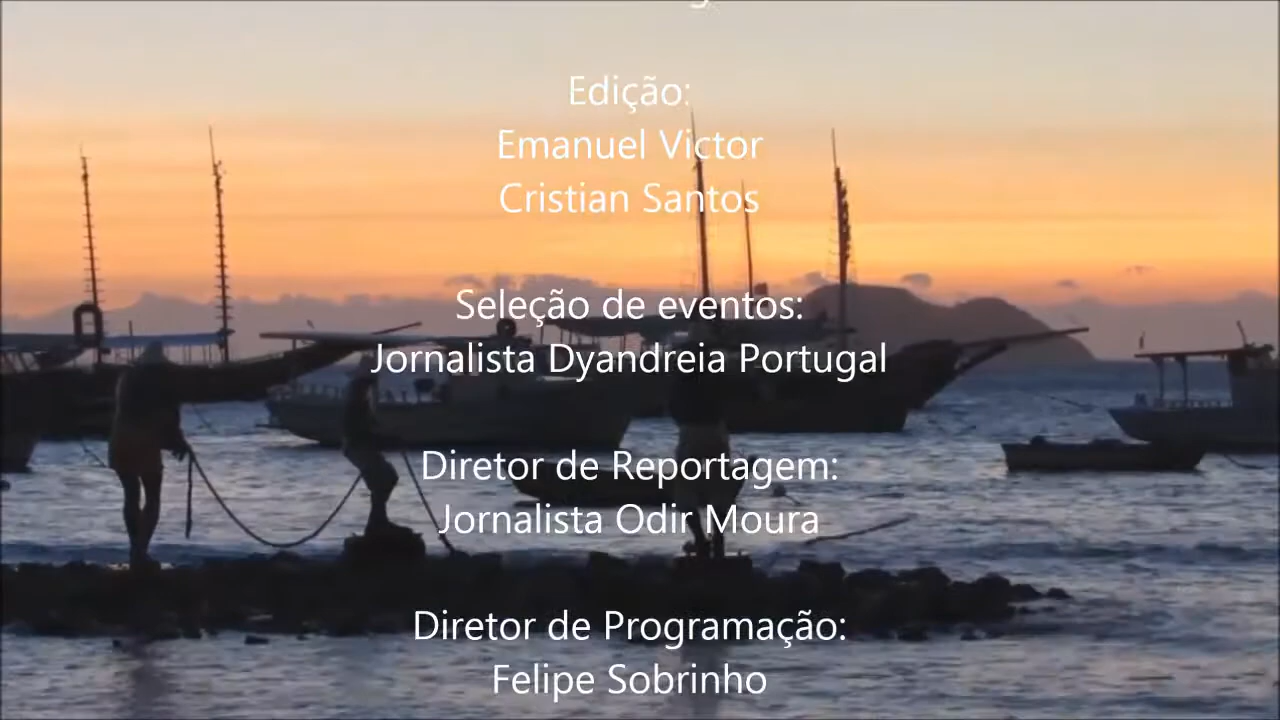 Edição:
Emanuel Victor
Cristian Santos
Seleção de eventos:
Jornalista Dyandreia Portugal
Diretor de Reportagem:
Jornalista Odir Moura
Diretor de Programação:
Felipe Sobrinho